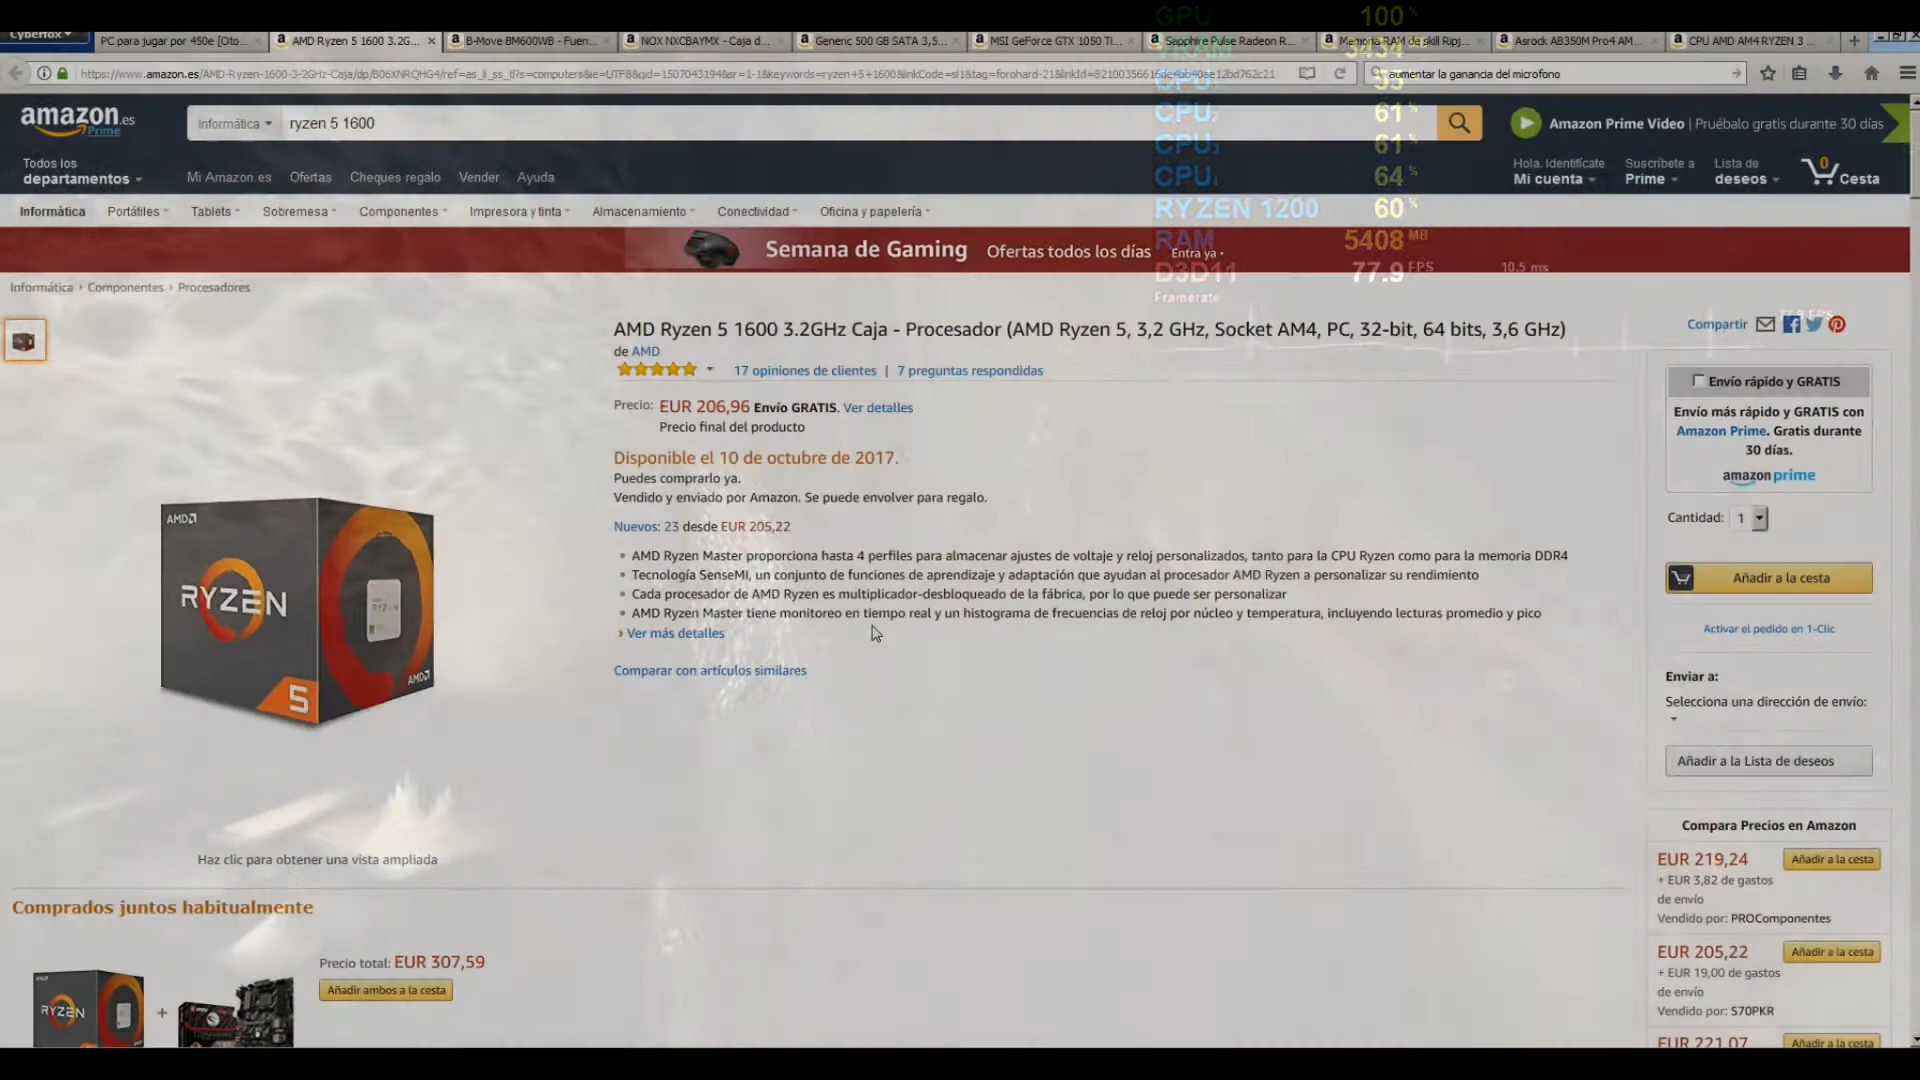 GPU 100 %
Cyberfox
PC para jugar por 450e [Oto...
AMD Ryzen 5 1600 3.2G...
B-Move BM600WB - Fuen...
NOX NXCBAYMX - Caja d...
Generic 500 GB SATA 3,5...
MSI GeForce GTX 1050 Ti...
Sapphire Pulse Radeon R...
Memoria RAM de skill Ripj...
Asrock AB350M Pro4 AM...
CPU AMD AM4 RYZEN 3 ...
aumentar la ganancia del microfono
amazon.es
Prime
Informática
ryzen 5 1600
CPU 61 %
Amazon Prime Video | Pruébalo gratis durante 30 días
CPU 61
Todos los
departamentos
Mi Amazon.es
Ofertas
Cheques regalo
Vender
Ayuda
CPU 64 %
Hola. Identifícate
Mi cuenta
Suscríbete a
Prime
Lista de
deseos
0
Cesta
Informática
Portátiles
Tablets
Sobremesa
Componentes
Impresora y tinta
Almacenamiento
Conectividad
Oficina y papelería
RYZEN 1200 60 %
Semana de Gaming
Ofertas todos los días
Entra ya ›
RAM 5408 MB
D3D11 77.9 FPS
10.5 ms
Framerate
Informática › Componentes › Procesadores
AMD Ryzen 5 1600 3.2GHz Caja - Procesador (AMD Ryzen 5, 3,2 GHz, Socket AM4, PC, 32-bit, 64 bits, 3,6 GHz)
de AMD
17 opiniones de clientes | 7 preguntas respondidas
Precio: EUR 206,96 Envío GRATIS. Ver detalles
Precio final del producto
Disponible el 10 de octubre de 2017.
Puedes comprarlo ya.
Vendido y enviado por Amazon. Se puede envolver para regalo.
Nuevos: 23 desde EUR 205,22
AMD Ryzen Master proporciona hasta 4 perfiles para almacenar ajustes de voltaje y reloj personalizados, tanto para la CPU Ryzen como para la memoria DDR4
Tecnología SenseMi, un conjunto de funciones de aprendizaje y adaptación que ayudan al procesador AMD Ryzen a personalizar su rendimiento
Cada procesador de AMD Ryzen es multiplicador-desbloqueado de la fábrica, por lo que puede ser personalizar
AMD Ryzen Master tiene monitoreo en tiempo real y un histograma de frecuencias de reloj por núcleo y temperatura, incluyendo lecturas promedio y pico
› Ver más detalles
Comparar con artículos similares
AMD
RYZEN
5
AMD
Haz clic para obtener una vista ampliada
Compartir
Envío rápido y GRATIS
Envío más rápido y GRATIS con
Amazon Prime. Gratis durante
30 días.
amazon prime
Cantidad: 1
Añadir a la cesta
Activar el pedido en 1-Clic
Enviar a:
Selecciona una dirección de envío:
Añadir a la Lista de deseos
Compara Precios en Amazon
EUR 219,24 Añadir a la cesta
+ EUR 3,82 de gastos
de envío
Vendido por: PROComponentes
EUR 205,22 Añadir a la cesta
+ EUR 19,00 de gastos
de envío
Vendido por: S70PKR
EUR 221,07 Añadir a la cesta
Comprados juntos habitualmente
RYZEN
+
Precio total: EUR 307,59
Añadir ambos a la cesta